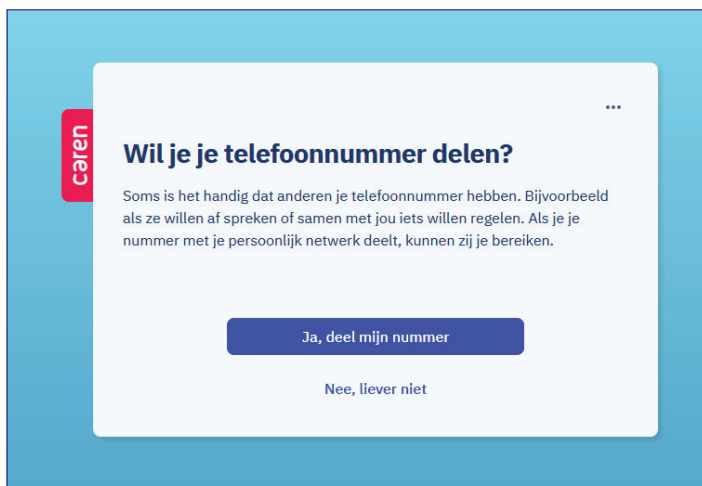 caren
Wil je je telefoonnummer delen?
Soms is het handig dat anderen je telefoonnummer hebben. Bijvoorbeeld
als ze willen af spreken of samen met jou iets willen regelen. Als je je
nummer met je persoonlijk netwerk deelt, kunnen zij je bereiken.
Ja, deel mijn nummer
Nee, liever niet